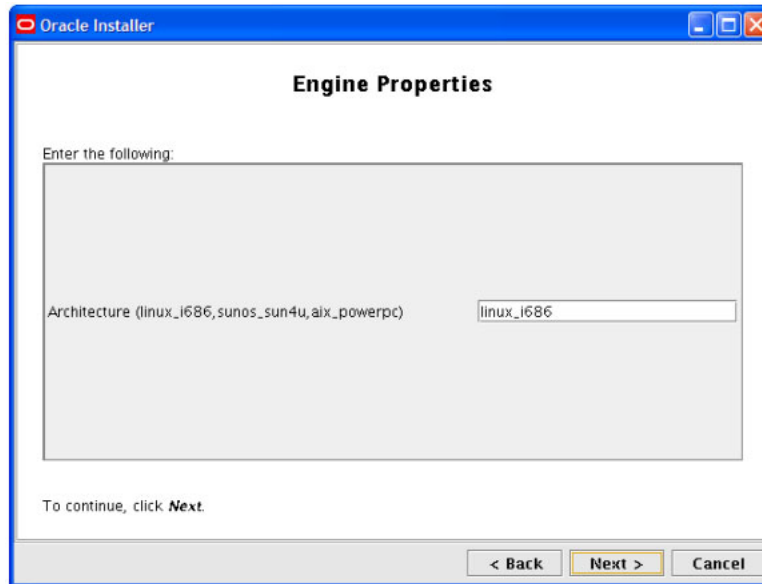 Oracle Installer
Engine Properties
Enter the following:
Architecture (linux_i686,sunos_sun4u,aix_powerpc) linux_i686
To continue, click Next.
< Back Next > Cancel